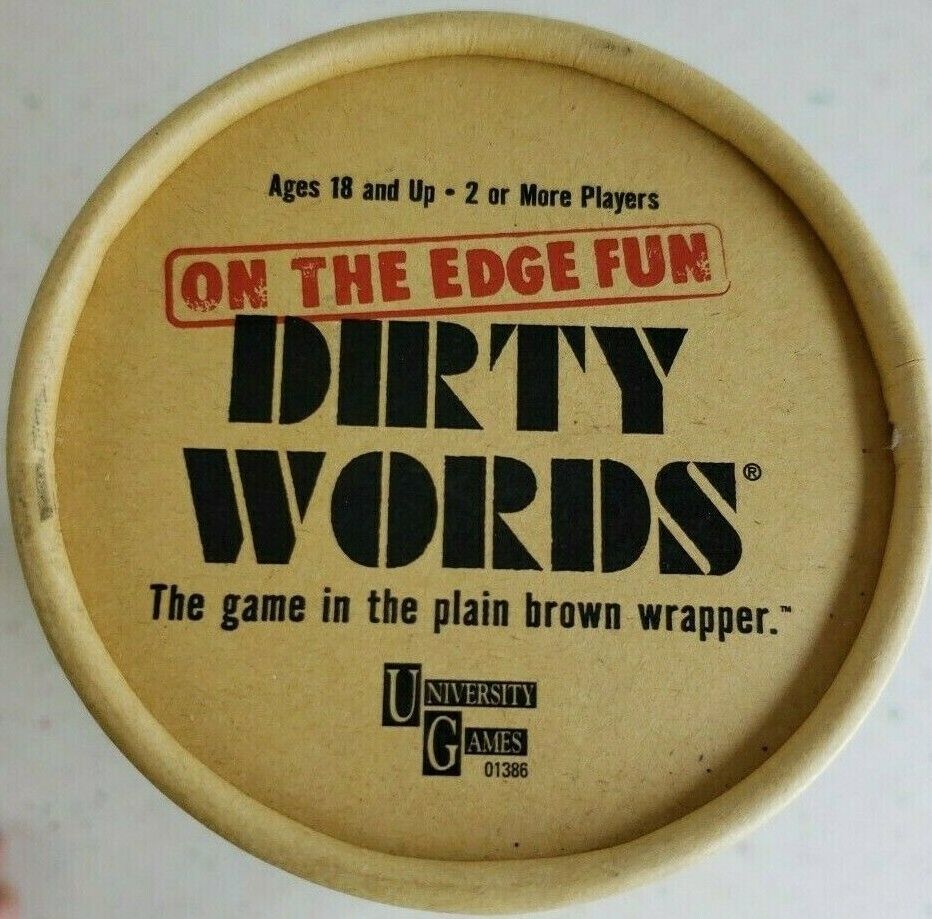 Ages 18 and Up • 2 or More Players
ON THE EDGE FUN
DIRTY
WORDS®
The game in the plain brown wrapper.™
UNIVERSITY
GAMES
01386